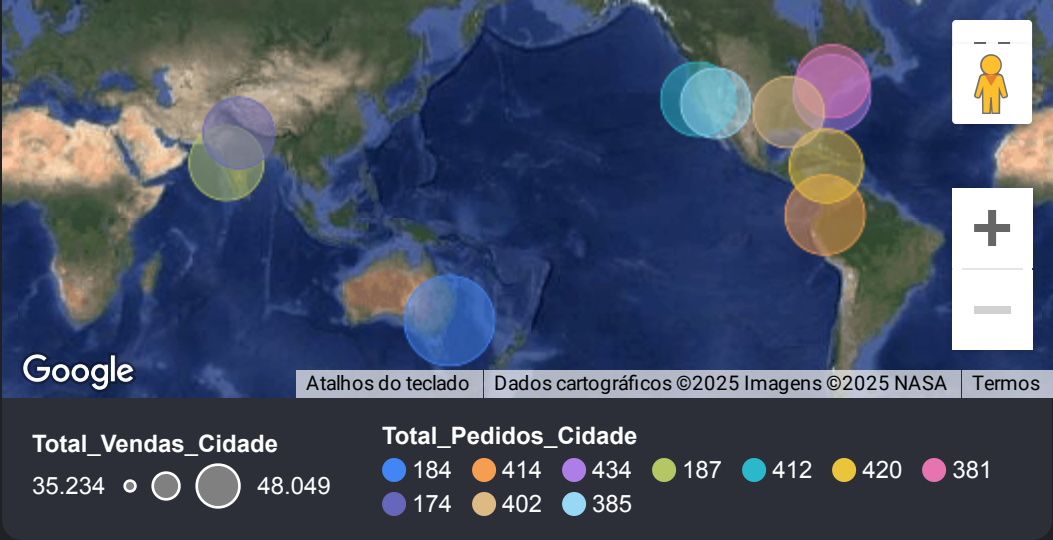 Google
Atalhos do teclado
Dados cartográficos ©2025 Imagens ©2025 NASA
Termos
Total_Vendas_Cidade
35.234 48.049
Total_Pedidos_Cidade
184 414 434 187 412 420 381
174 402 385